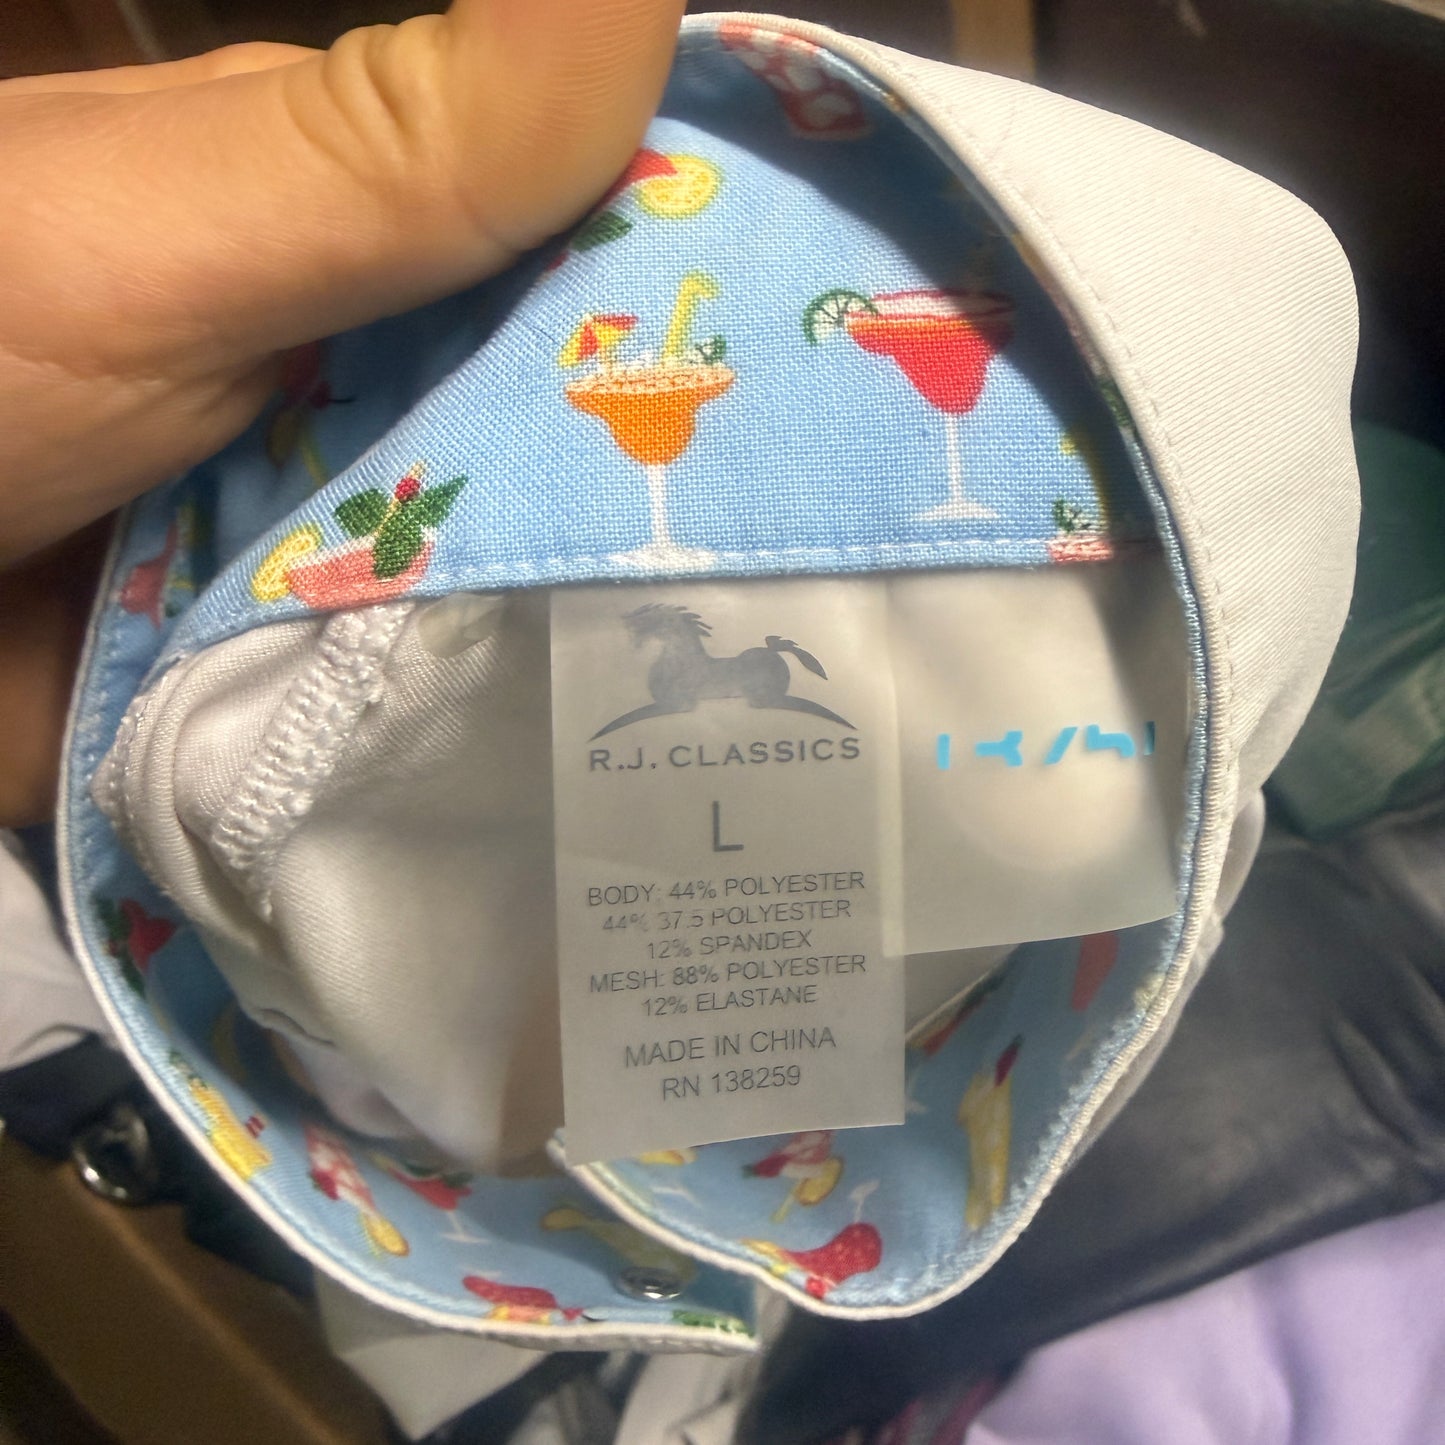 R.J. CLASSICS
L
BODY: 44% POLYESTER
44% 37.5 POLYESTER
12% SPANDEX
MESH: 88% POLYESTER
12% ELASTANE
MADE IN CHINA
RN 138259